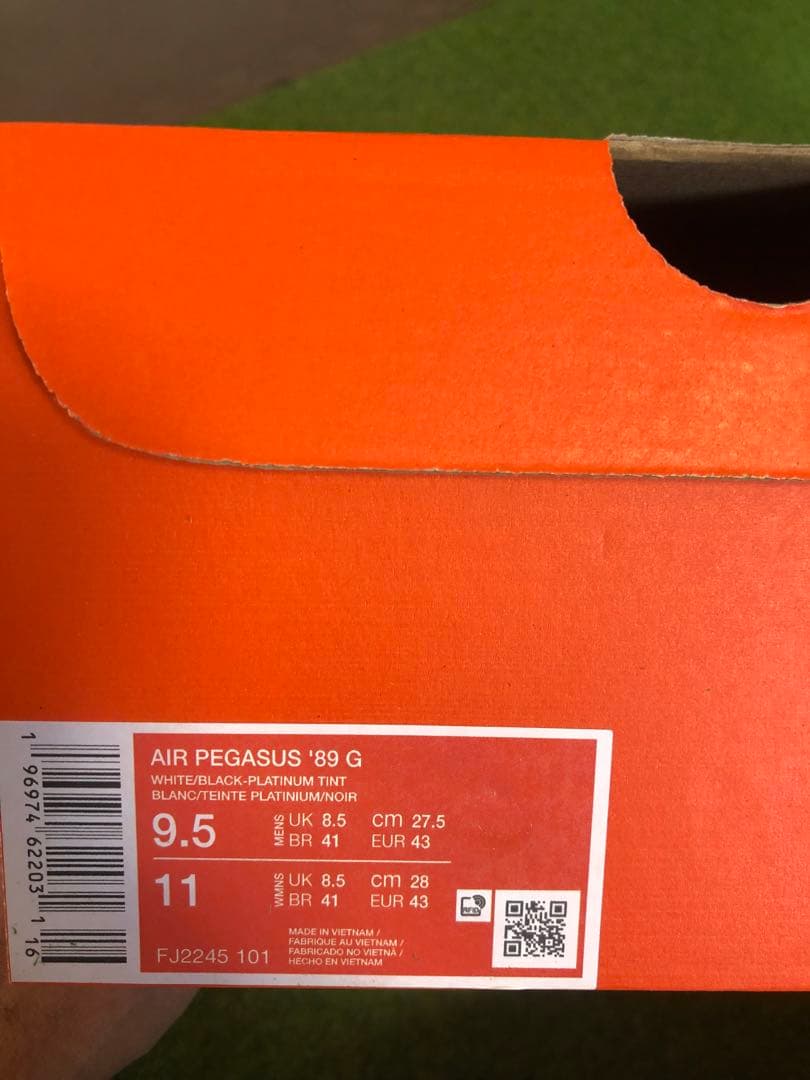 AIR PEGASUS '89 G
WHITE/BLACK-PLATINUM TINT
BLANC/TEINTE PLATINIUM/NOIR
9.5 MENS UK 8.5 cm 27.5
BR 41 EUR 43
11 WMNS UK 8.5 cm 28
BR 41 EUR 43
RFID
MADE IN VIETNAM /
FABRIQUE AU VIETNAM /
FABRICADO NO VIETNÃ /
HECHO EN VIETNAM
FJ2245 101
1 96974 62203 1 16